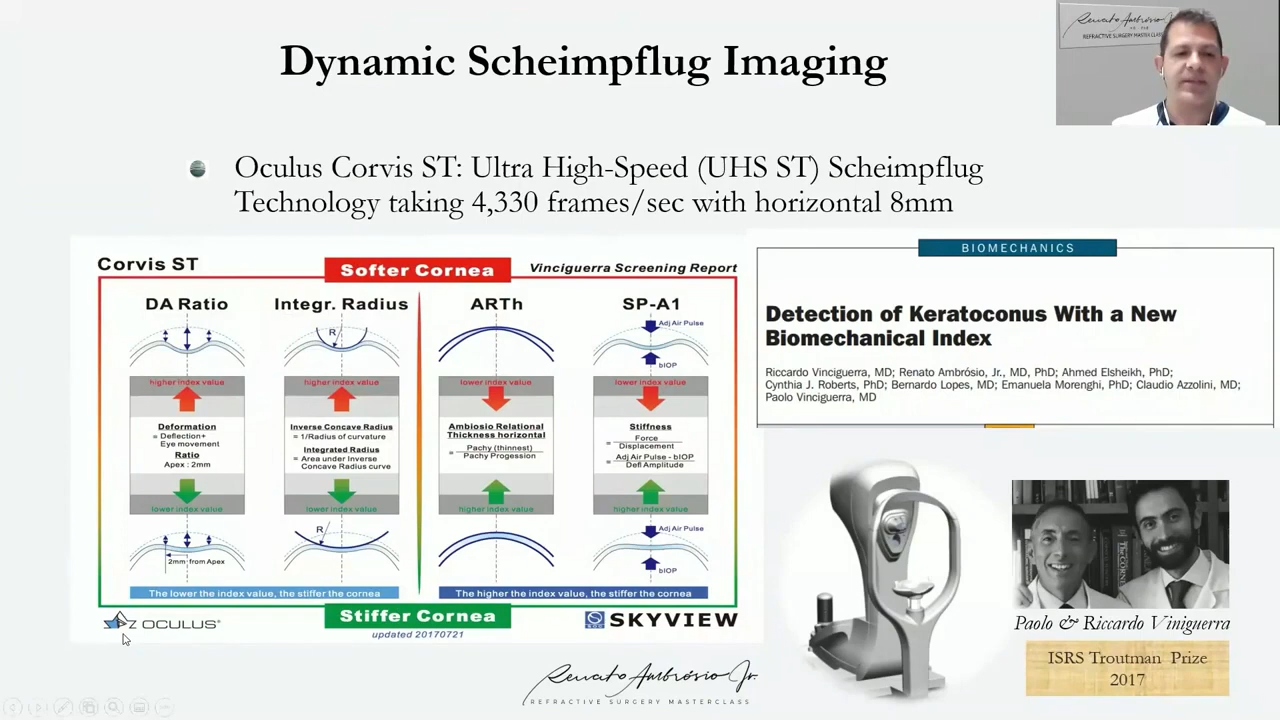 Renato Ambrósio Jr.
REFRACTIVE SURGERY MASTERCLASS
Dynamic Scheimpflug Imaging
Oculus Corvis ST: Ultra High-Speed (UHS ST) Scheimpflug
Technology taking 4,330 frames/sec with horizontal 8mm
Corvis ST
Softer Cornea
Vinciguerra Screening Report
DA Ratio
Integr. Radius
ARTh
SP-A1
R
Adj Air Pulse
bIOP
higher index value
higher index value
lower index value
lower index value
Deformation
= Deflection+
Eye movement
Ratio
Apex : 2mm
Inverse Concave Radius
= 1/Radius of curvature
Integrated Radius
= Area under Inverse
Concave Radius curve
Ambiosio Relational
Thickness horizontal
= Pachy (thinnest)
Pachy Progession
Stiffness
= Force
Displacement
= Adj Air Pulse - bIOP
Defl Amplitude
lower index value
lower index value
higher index value
higher index value
2mm from Apex
R
Adj Air Pulse
bIOP
The lower the index value, the stiffer the cornea
The higher the index value, the stiffer the cornea
Stiffer Cornea
OCULUS®
updated 20170721
SKYVIEW
BIOMECHANICS
Detection of Keratoconus With a New
Biomechanical Index
Riccardo Vinciguerra, MD; Renato Ambrósio, Jr., MD, PhD; Ahmed Elsheikh, PhD;
Cynthia J. Roberts, PhD; Bernardo Lopes, MD; Emanuela Morenghi, PhD; Claudio Azzolini, MD;
Paolo Vinciguerra, MD
Paolo & Riccardo Viniguerra
ISRS Troutman Prize
2017
Renato Ambrósio Jr.
REFRACTIVE SURGERY MASTERCLASS